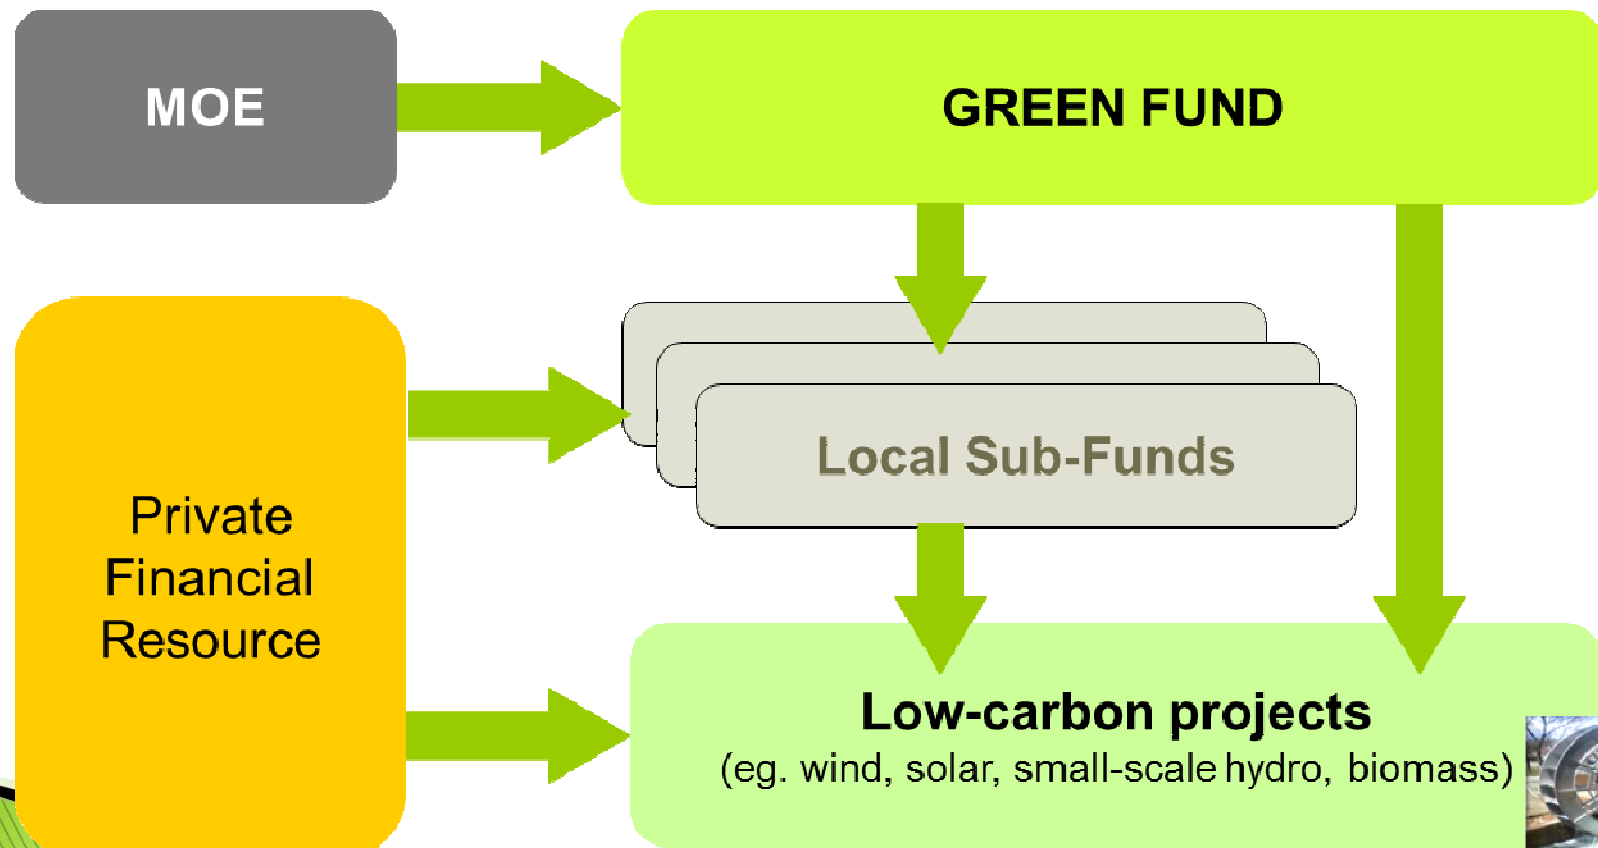 MOE
GREEN FUND
Local Sub-Funds
Private
Financial
Resource
Low-carbon projects
(eg. wind, solar, small-scale hydro, biomass)